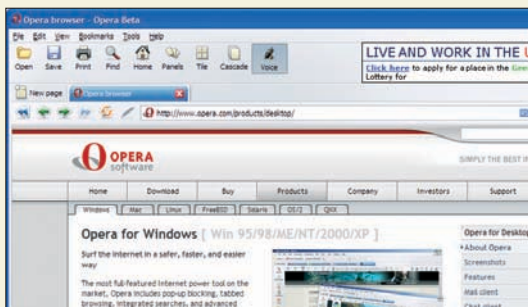 Opera browser - Opera Beta
File Edit View Bookmarks Tools Help
Open Save Print Find Home Panels Tile Cascade Voice
LIVE AND WORK IN THE U
Click here to apply for a place in the Gree
Lottery for
New page Opera browser
http://www.opera.com/products/desktop/
OPERA
software
SIMPLY THE BEST I
Home Download Buy Products Company Investors Support
Windows Mac Linux FreeBSD Solaris OS/2 QNX
Opera for Windows [ Win 95/98/ME/NT/2000/XP ]
Surf the Internet in a safer, faster, and easier
way
The most full-featured Internet power tool on the
market, Opera includes pop-up blocking, tabbed
browsing, integrated searches, and advanced
Opera for Desktop
About Opera
Screenshots
Features
Mail client
Chat client